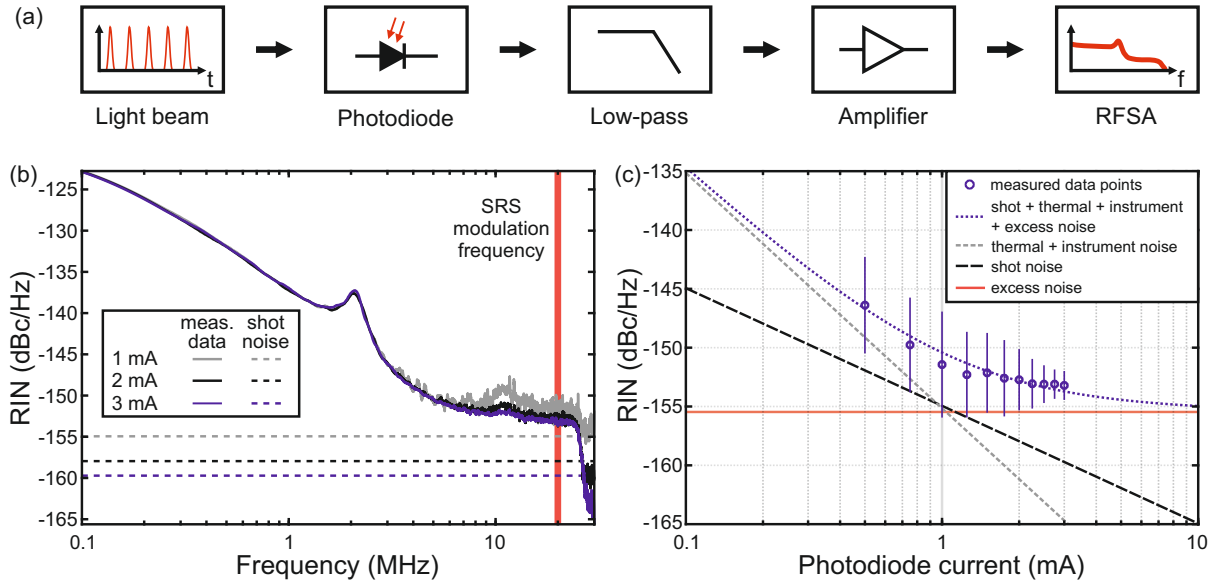 (a)
t
f
Light beam
Photodiode
Low-pass
Amplifier
RFSA
(b)
RIN (dBc/Hz)
-125
-130
-135
-140
-145
-150
-155
-160
-165
SRS
modulation
frequency
meas. data
shot noise
1 mA
2 mA
3 mA
0.1
1
10
Frequency (MHz)
(c)
RIN (dBc/Hz)
-135
-140
-145
-150
-155
-160
-165
measured data points
shot + thermal + instrument
+ excess noise
thermal + instrument noise
shot noise
excess noise
0.1
1
10
Photodiode current (mA)